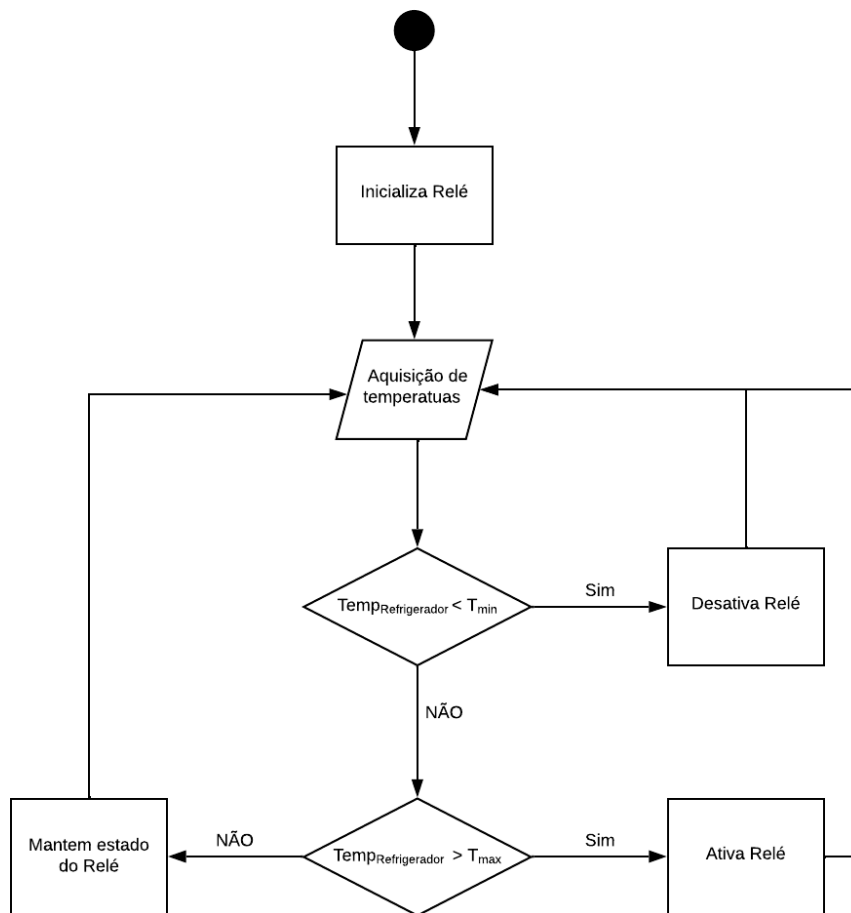 Inicializa Relé
Aquisição de
temperatuas
TempRefrigerador < Tmin
Sim
Desativa Relé
NÃO
Mantem estado
do Relé
NÃO
TempRefrigerador > Tmax
Sim
Ativa Relé